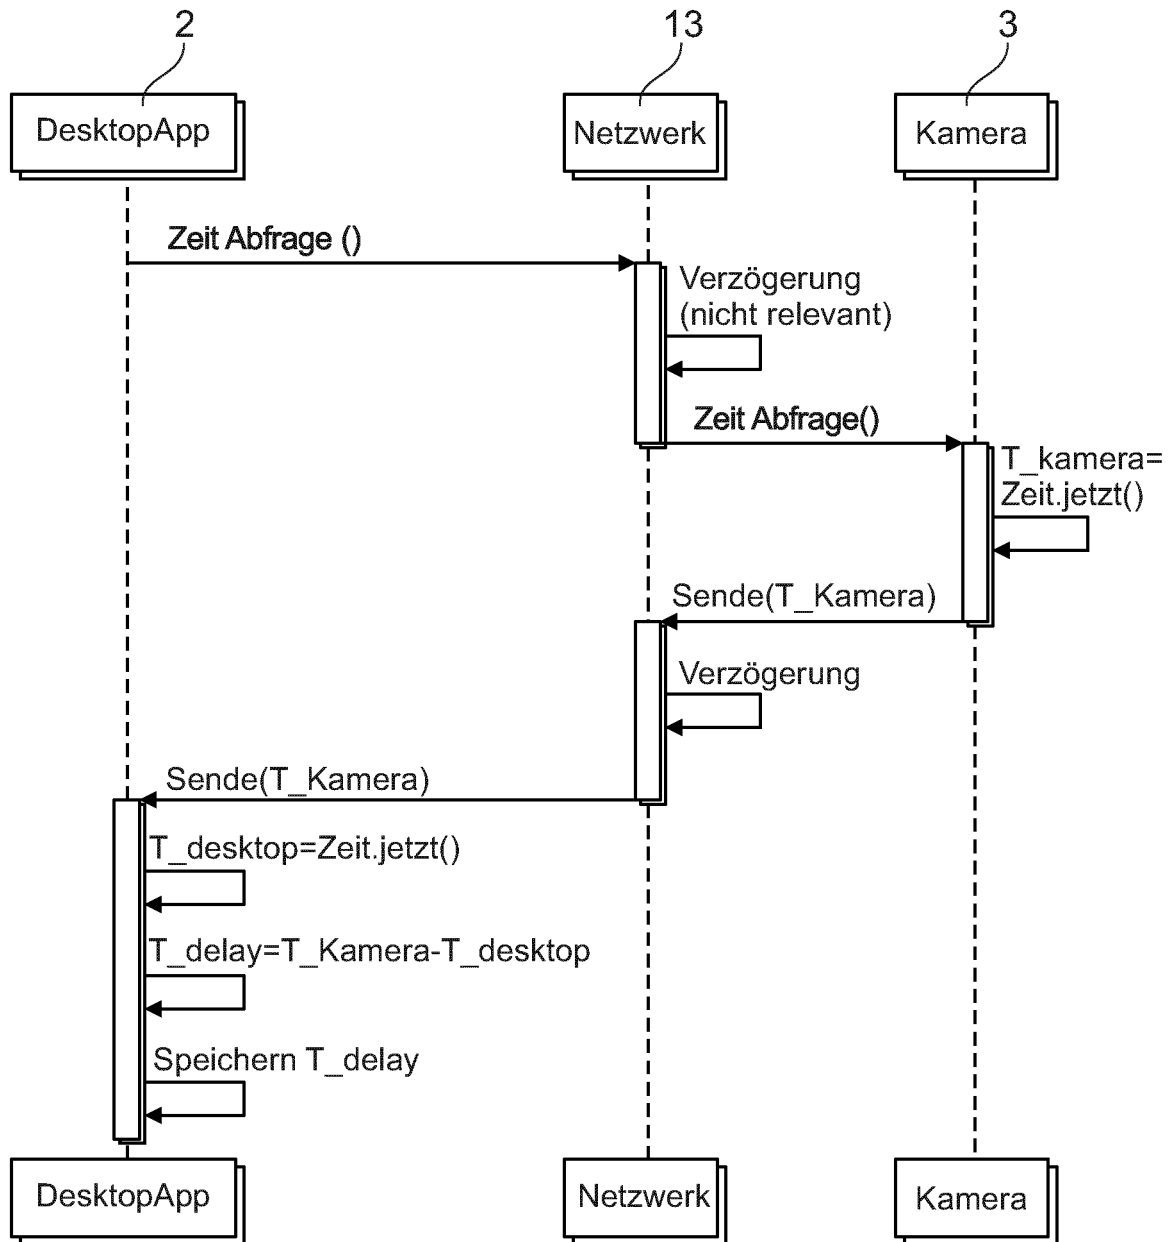 2
13
3
DesktopApp
Netzwerk
Kamera
Zeit Abfrage ()
Verzögerung
(nicht relevant)
Zeit Abfrage()
T_kamera=
Zeit.jetzt()
Sende(T_Kamera)
Verzögerung
Sende(T_Kamera)
T_desktop=Zeit.jetzt()
T_delay=T_Kamera-T_desktop
Speichern T_delay
DesktopApp
Netzwerk
Kamera